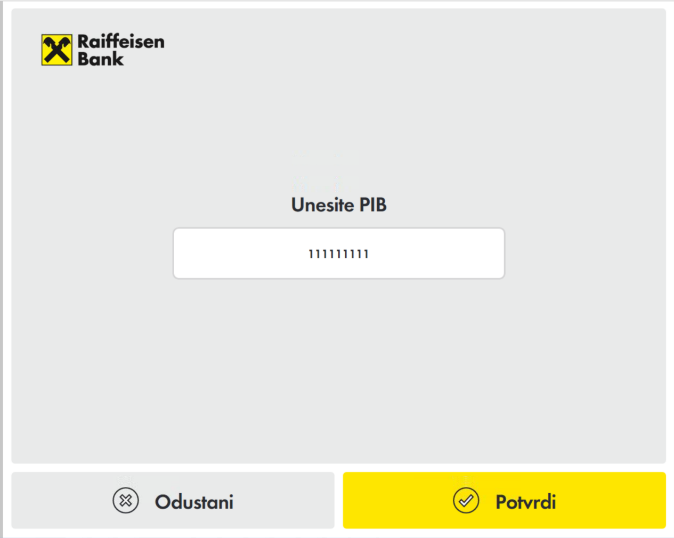 Raiffeisen
Bank
Unesite PIB
111111111
Odustani
Potvrdi